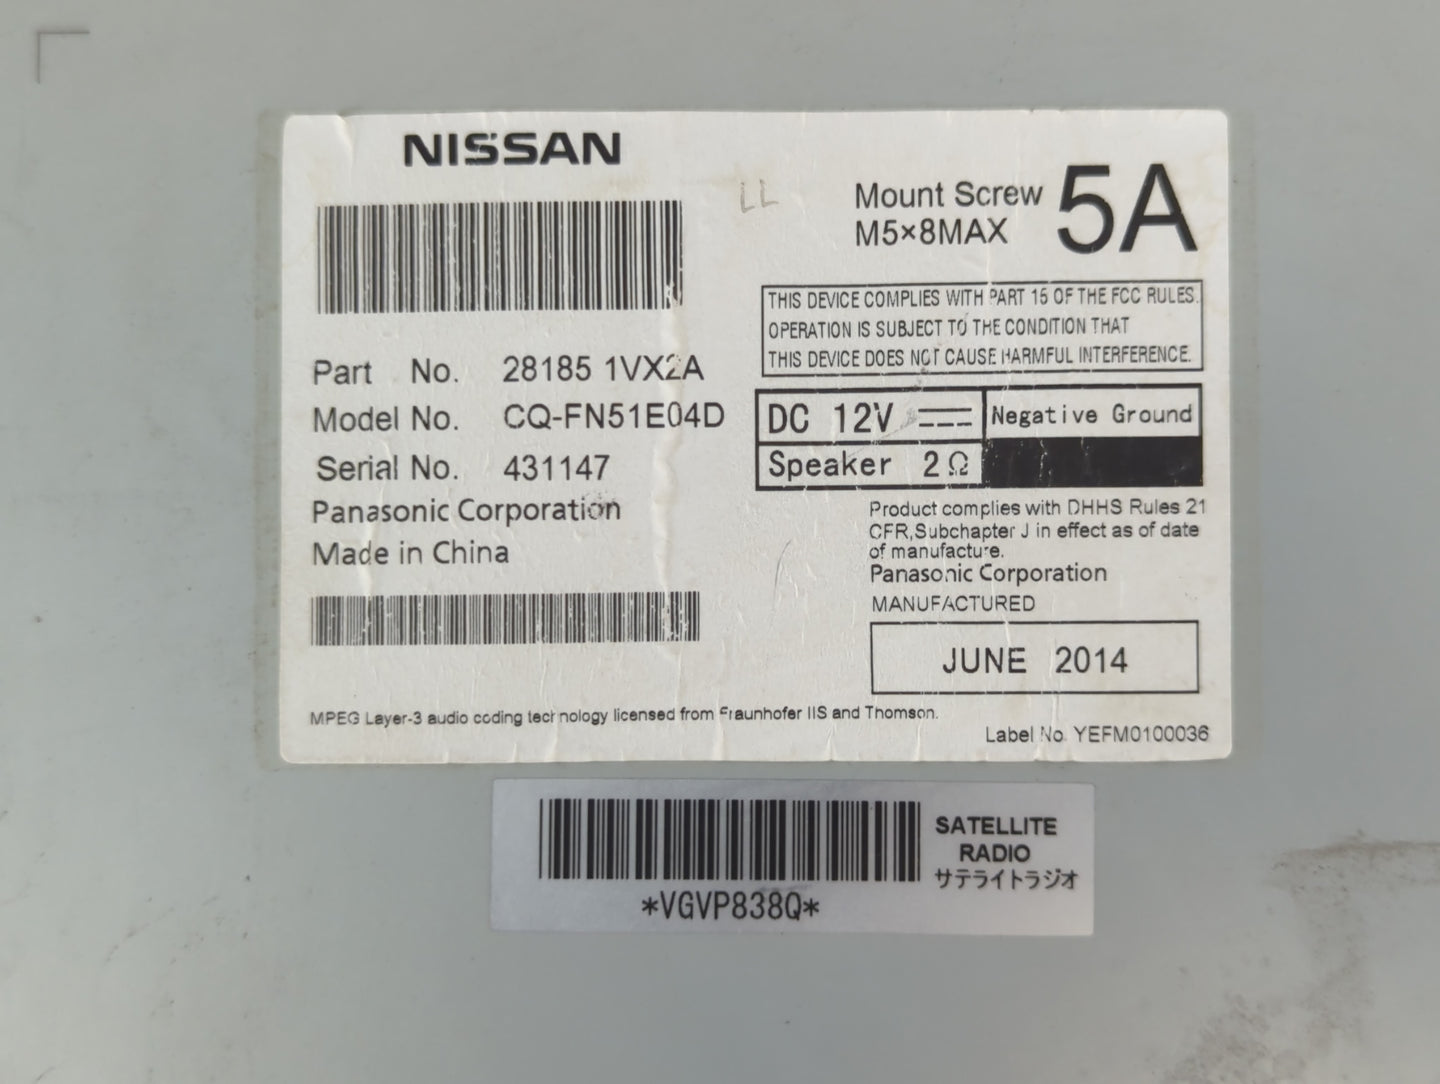 NISSAN
LL
Mount Screw
M5×8MAX
5A
THIS DEVICE COMPLIES WITH PART 15 OF THE FCC RULES.
OPERATION IS SUBJECT TO THE CONDITION THAT
THIS DEVICE DOES NOT CAUSE HARMFUL INTERFERENCE.
Part No. 28185 1VX2A
Model No. CQ-FN51E04D
Serial No. 431147
Panasonic Corporation
Made in China
DC 12V
Negative Ground
Speaker 2Ω
Product complies with DHHS Rules 21
CFR,Subchapter J in effect as of date
of manufacture.
Panasonic Corporation
MANUFACTURED
JUNE 2014
MPEG Layer-3 audio coding technology licensed from Fraunhofer IIS and Thomson.
Label No. YEFM0100036
*VGVP838Q*
SATELLITE
RADIO
サテライトラジオ